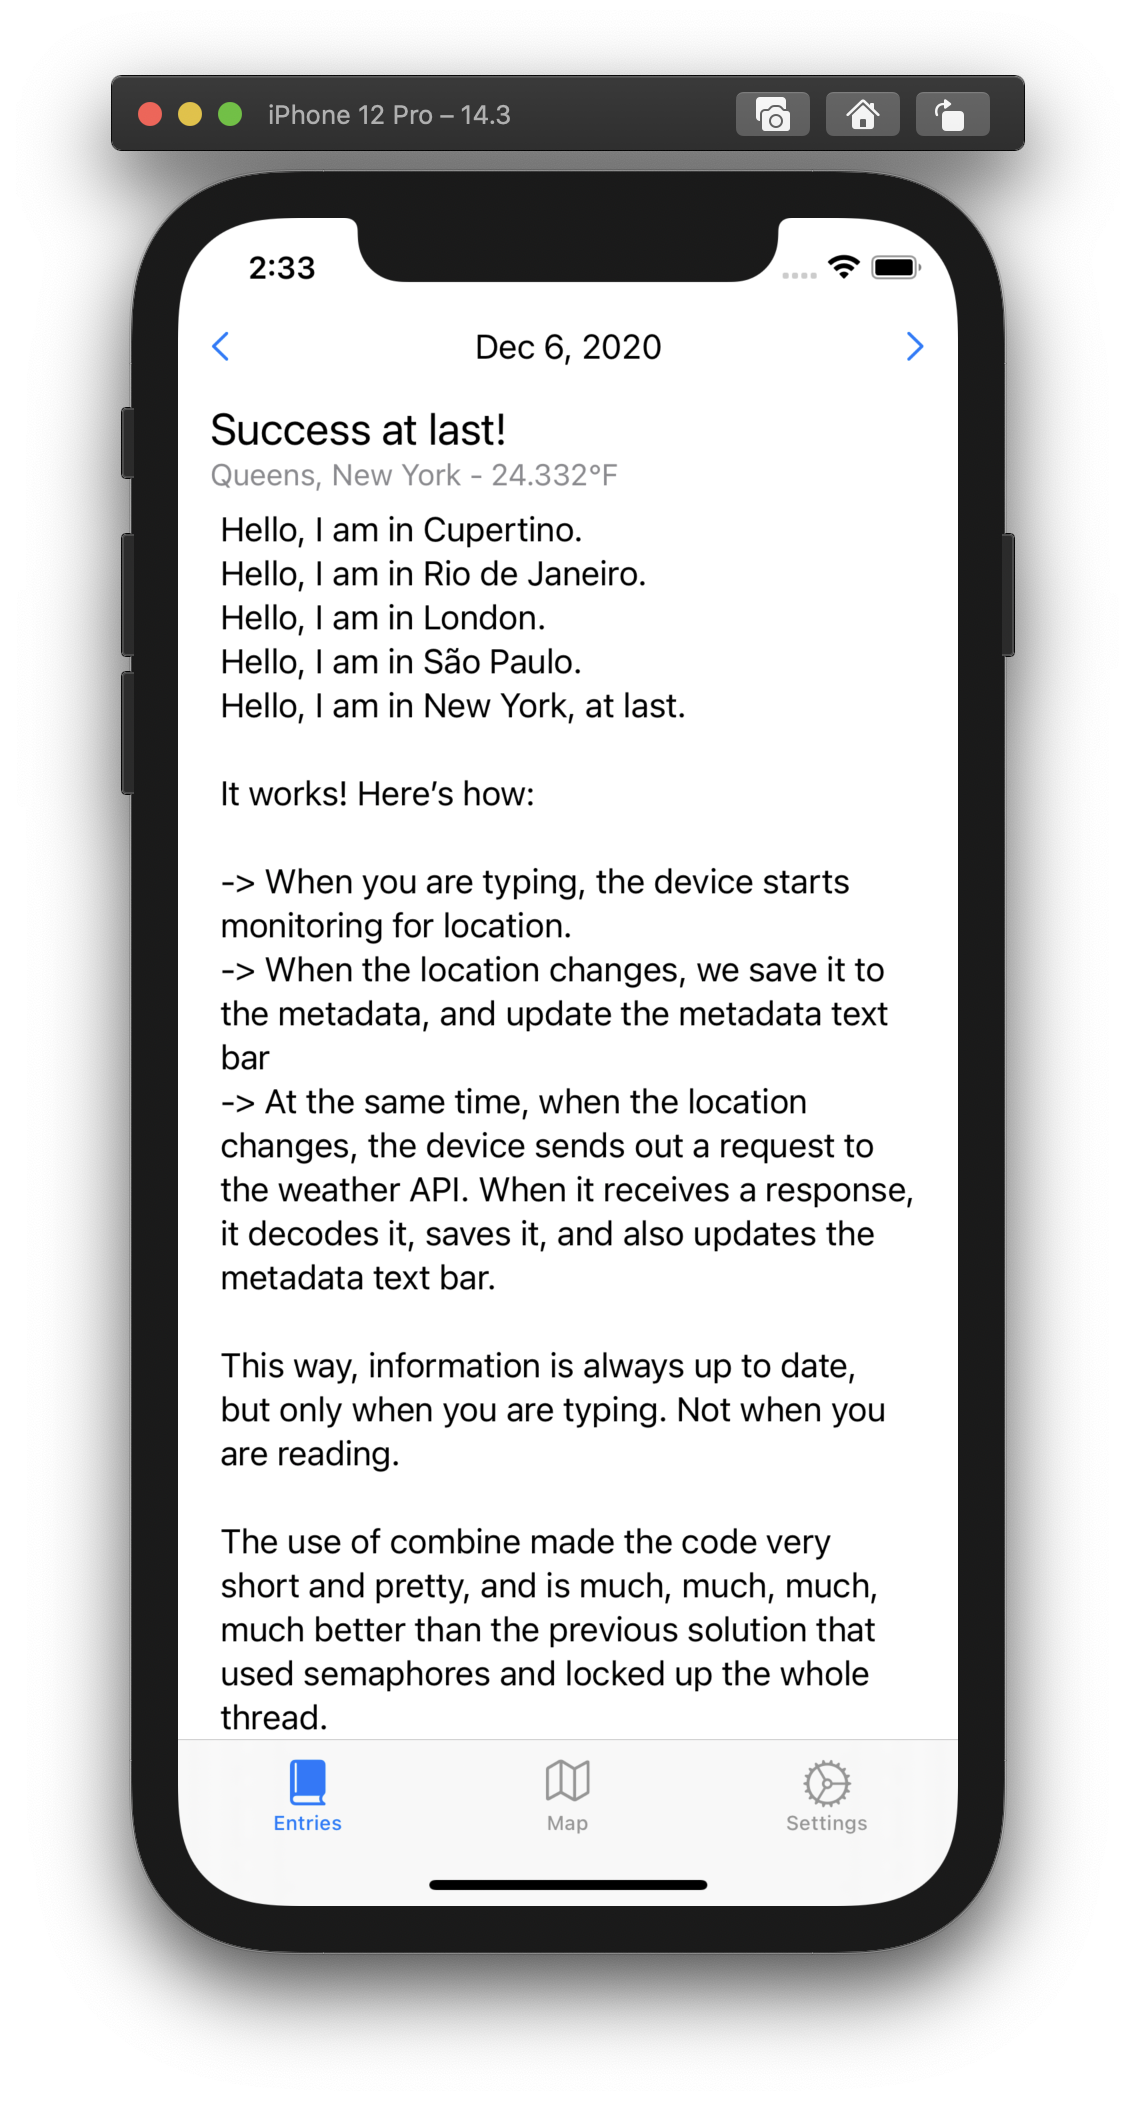 iPhone 12 Pro – 14.3
2:33
Dec 6, 2020
Success at last!
Queens, New York - 24.332°F
Hello, I am in Cupertino.
Hello, I am in Rio de Janeiro.
Hello, I am in London.
Hello, I am in São Paulo.
Hello, I am in New York, at last.
It works! Here’s how:
-> When you are typing, the device starts
monitoring for location.
-> When the location changes, we save it to
the metadata, and update the metadata text
bar
-> At the same time, when the location
changes, the device sends out a request to
the weather API. When it receives a response,
it decodes it, saves it, and also updates the
metadata text bar.
This way, information is always up to date,
but only when you are typing. Not when you
are reading.
The use of combine made the code very
short and pretty, and is much, much, much,
much better than the previous solution that
used semaphores and locked up the whole
thread.
Entries
Map
Settings